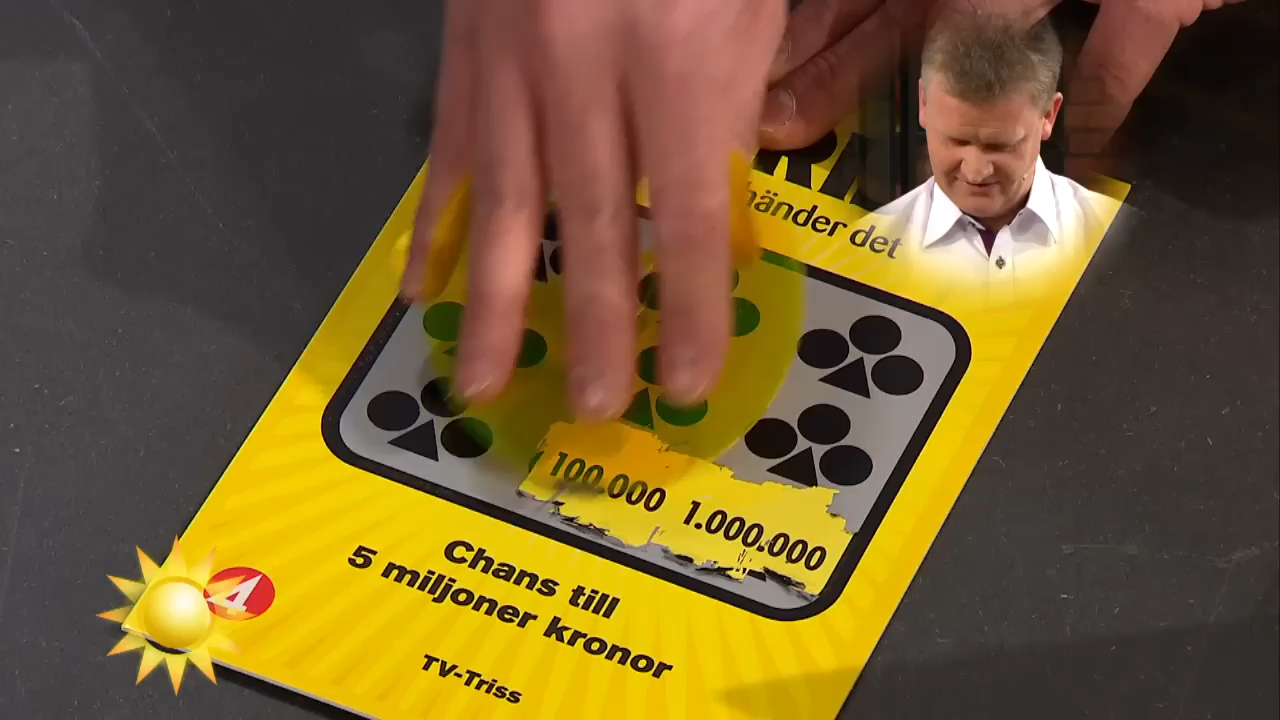 händer det
100.000 1.000.000
Chans till
5 miljoner kronor
TV-Triss
4